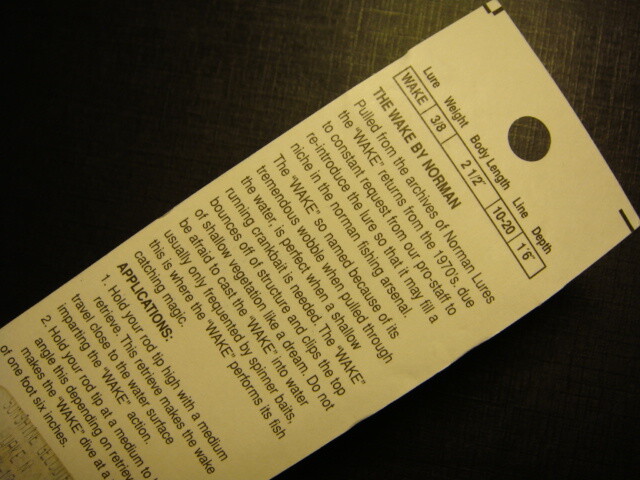 Lure Weight Body Length Line Depth
WAKE 3/8 2 1/2" 10-20 1'6"
THE WAKE BY NORMAN
Pulled from the archives of Norman Lures
the "WAKE" returns from the 1970's. due
to constant request from our pro-staff to
re-introduce the lure so that it may fill a
niche in the norman fishing arsenal.
The "WAKE" so named because of its
tremendous wobble when pulled through
the water, is perfect when a shallow
running crankbait is needed. The "WAKE"
bounces off of structure and clips the top
of shallow vegetation like a dream. Do not
be afraid to cast the "WAKE" into water
usually only frequented by spinner baits,
this is where the "WAKE" performs its fish
catching magic.
APPLICATIONS:
1. Hold your rod tip high with a medium
retrieve. This retrieve makes the wake
travel close to the water surface
imparting the "WAKE" action.
2. Hold your rod tip at a medium to
angle this depending on retrieve
makes the "WAKE" dive at a
of one foot six inches.